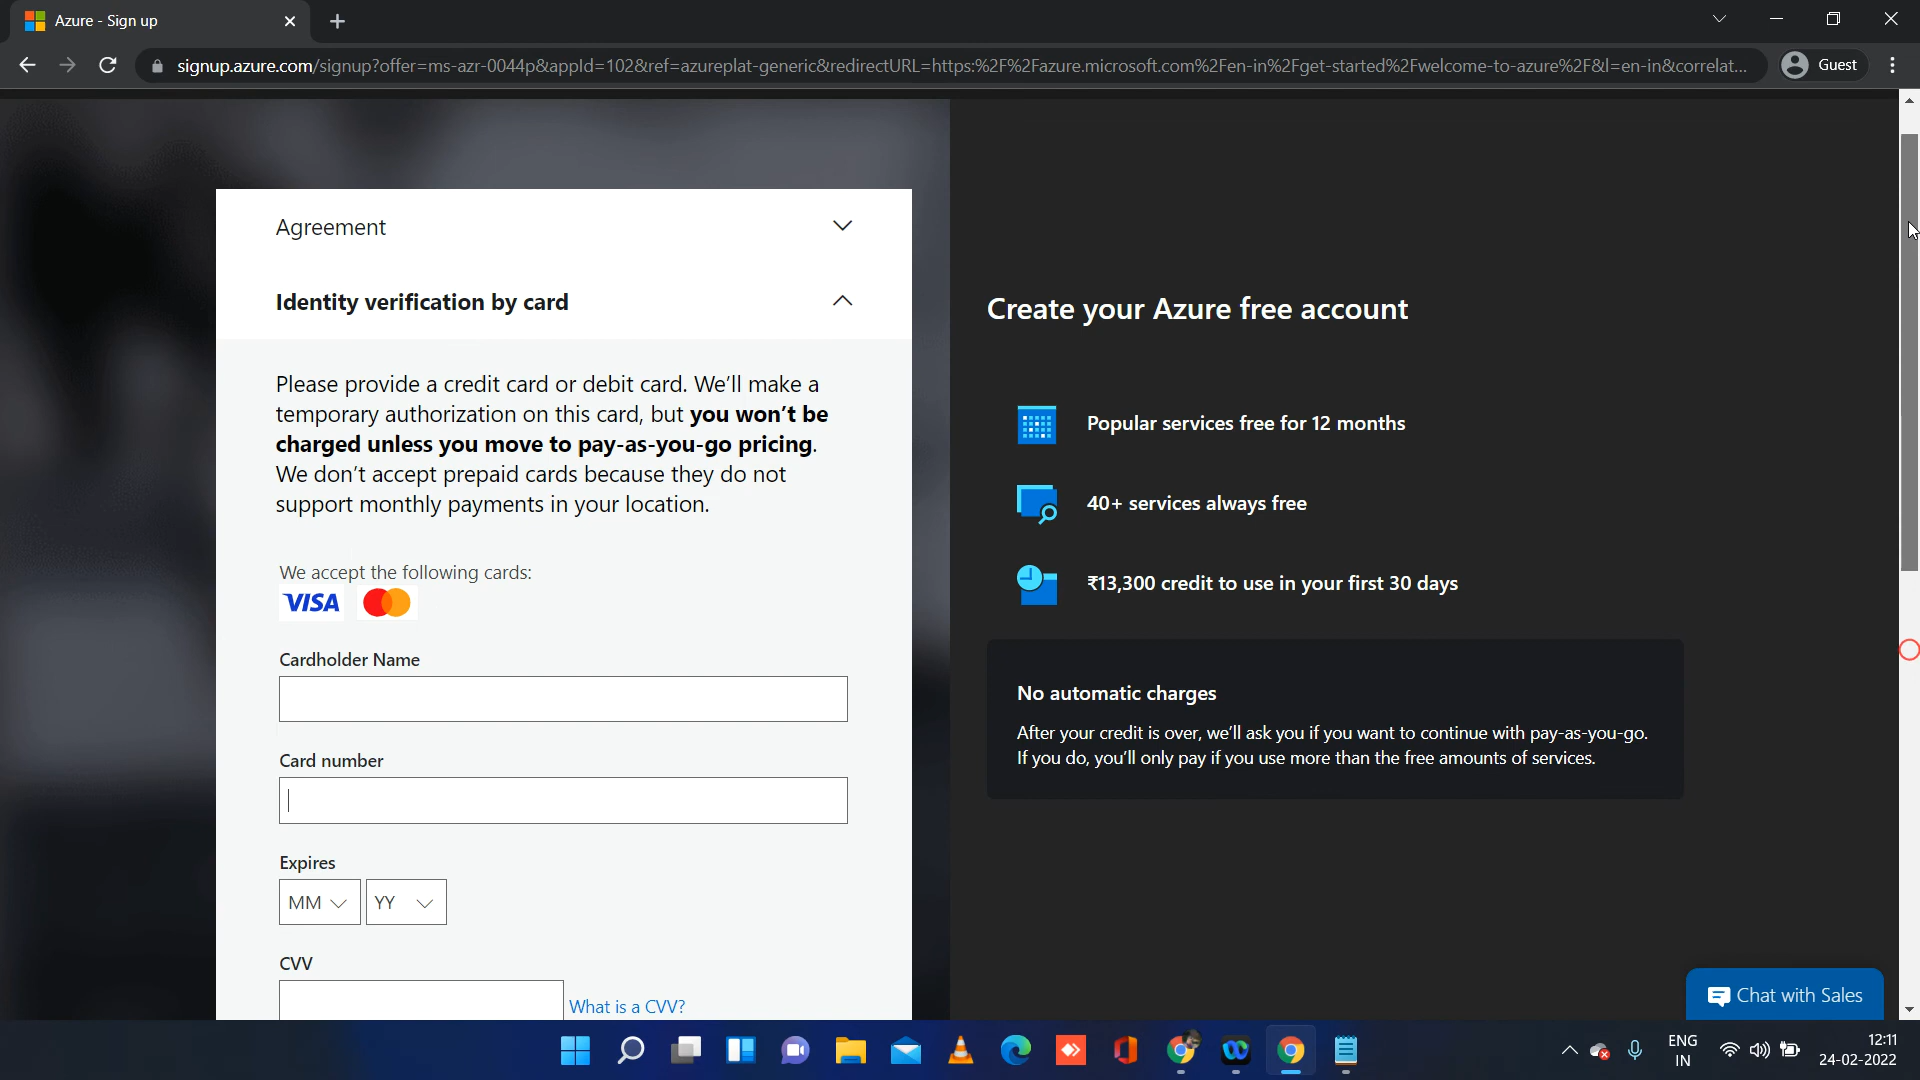 Azure - Sign up
signup.azure.com/signup?offer=ms-azr-0044p&appId=102&ref=azureplat-generic&redirectURL=https:%2F%2Fazure.microsoft.com%2Fen-in%2Fget-started%2Fwelcome-to-azure%2F&l=en-in&correlat...
Guest
Agreement
Identity verification by card
Please provide a credit card or debit card. We'll make a
temporary authorization on this card, but you won't be
charged unless you move to pay-as-you-go pricing.
We don't accept prepaid cards because they do not
support monthly payments in your location.
We accept the following cards:
VISA
Cardholder Name
Card number
Expires
MM YY
CVV
What is a CVV?
Create your Azure free account
Popular services free for 12 months
40+ services always free
₹13,300 credit to use in your first 30 days
No automatic charges
After your credit is over, we'll ask you if you want to continue with pay-as-you-go.
If you do, you'll only pay if you use more than the free amounts of services.
Chat with Sales
ENG
IN
12:11
24-02-2022